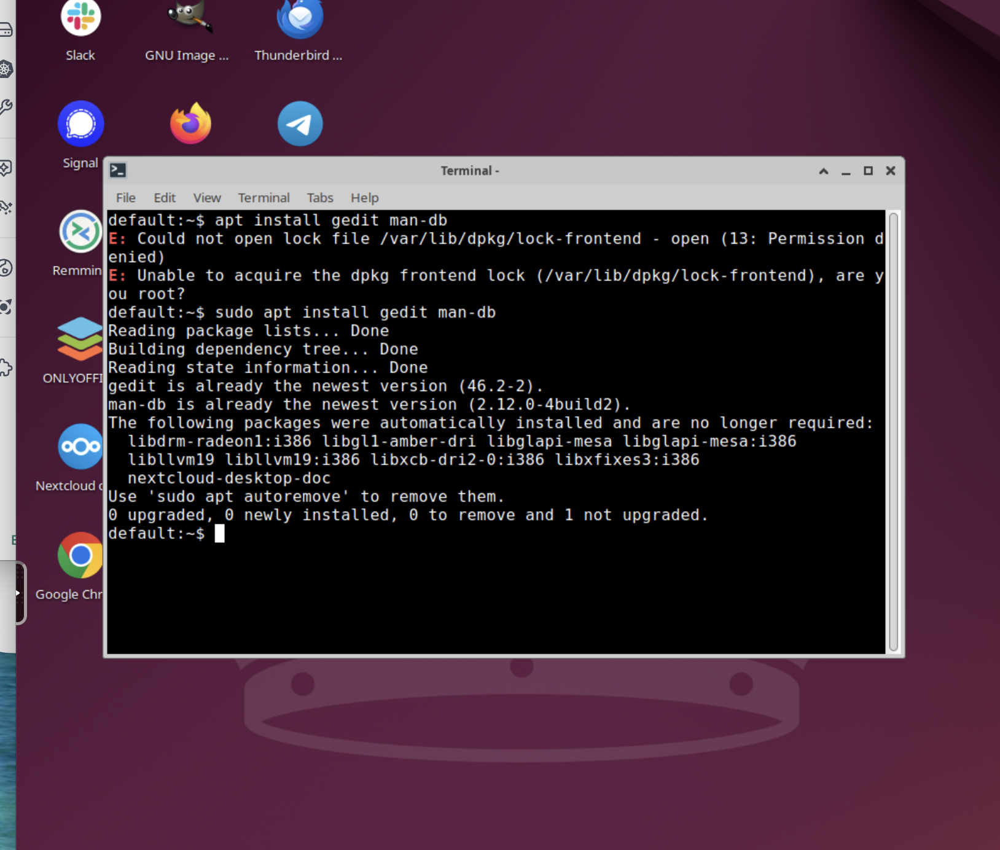 Slack
GNU Image ...
Thunderbird ...
Signal
Terminal -
File Edit View Terminal Tabs Help
default:~$ apt install gedit man-db
E: Could not open lock file /var/lib/dpkg/lock-frontend - open (13: Permission d
enied)
E: Unable to acquire the dpkg frontend lock (/var/lib/dpkg/lock-frontend), are y
ou root?
default:~$ sudo apt install gedit man-db
Reading package lists... Done
Building dependency tree... Done
Reading state information... Done
gedit is already the newest version (46.2-2).
man-db is already the newest version (2.12.0-4build2).
The following packages were automatically installed and are no longer required:
  libdrm-radeon1:i386 libgl1-amber-dri libglapi-mesa libglapi-mesa:i386
  libllvm19 libllvm19:i386 libxcb-dri2-0:i386 libxfixes3:i386
  nextcloud-desktop-doc
Use 'sudo apt autoremove' to remove them.
0 upgraded, 0 newly installed, 0 to remove and 1 not upgraded.
default:~$
Remmin
ONLYOFFI
Nextcloud
Google Chr